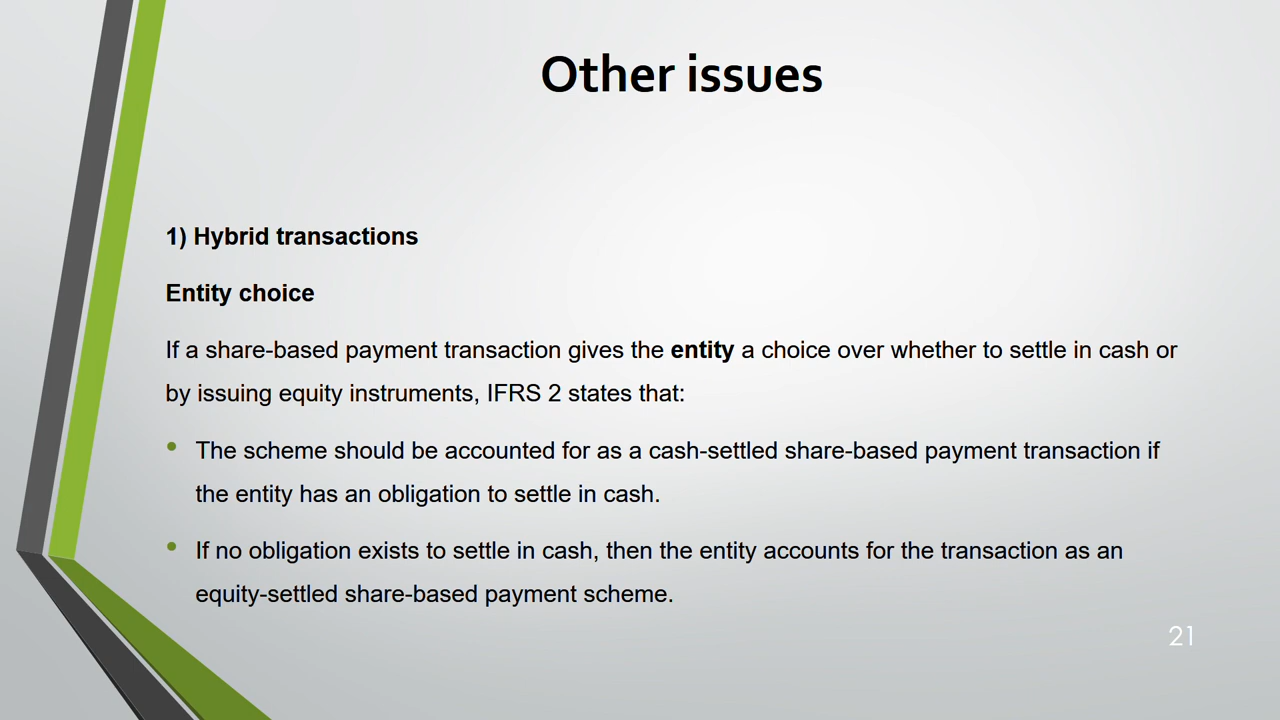 Other issues
1) Hybrid transactions
Entity choice
If a share-based payment transaction gives the entity a choice over whether to settle in cash or
by issuing equity instruments, IFRS 2 states that:
• The scheme should be accounted for as a cash-settled share-based payment transaction if
the entity has an obligation to settle in cash.
• If no obligation exists to settle in cash, then the entity accounts for the transaction as an
equity-settled share-based payment scheme.
21